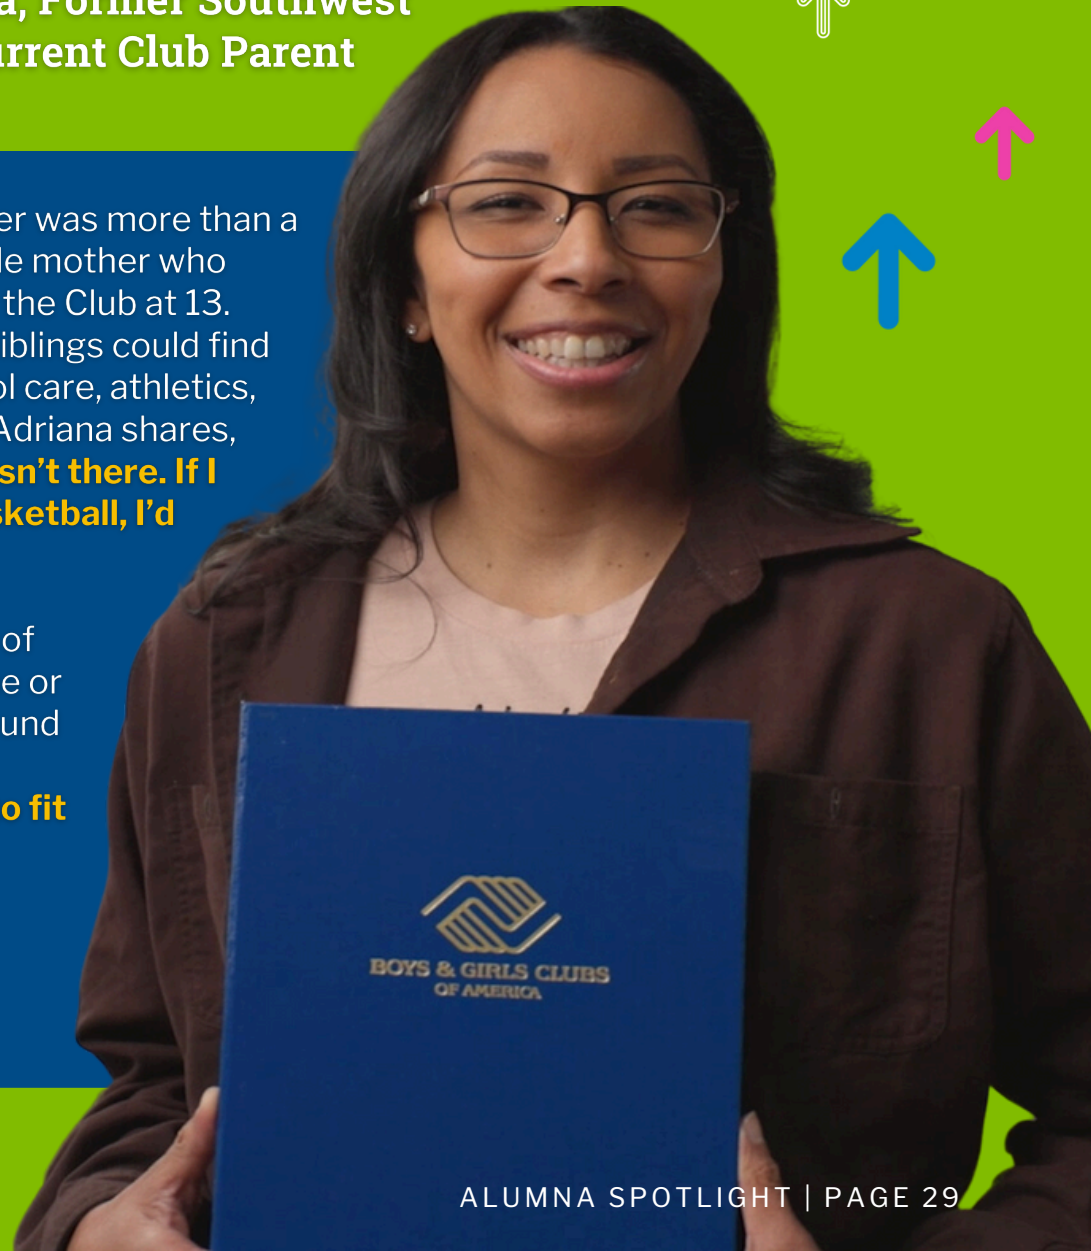 a, Former Southwest
urrent Club Parent
er was more than a
le mother who
the Club at 13.
iblings could find
ol care, athletics,
Adriana shares,
sn’t there. If I
sketball, I’d
of
e or
und
o fit
BOYS & GIRLS CLUBS
OF AMERICA
ALUMNA SPOTLIGHT | PAGE 29